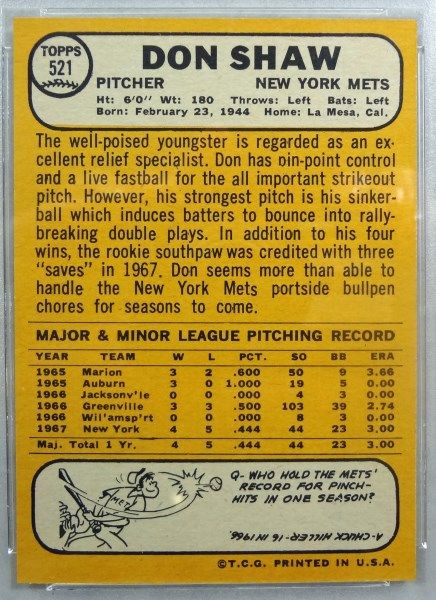 TOPPS
521
DON SHAW
PITCHER NEW YORK METS
Ht: 6'0" Wt: 180 Throws: Left Bats: Left
Born: February 23, 1944 Home: La Mesa, Cal.
The well-poised youngster is regarded as an ex-
cellent relief specialist. Don has pin-point control
and a live fastball for the all important strikeout
pitch. However, his strongest pitch is his sinker-
ball which induces batters to bounce into rally-
breaking double plays. In addition to his four
wins, the rookie southpaw was credited with three
"saves" in 1967. Don seems more than able to
handle the New York Mets portside bullpen
chores for seasons to come.
MAJOR & MINOR LEAGUE PITCHING RECORD
YEAR TEAM W L PCT. SO BB ERA
1965 Marion 3 2 .600 50 9 3.66
1965 Auburn 3 0 1.000 19 5 0.00
1966 Jacksonv'le 0 0 .000 4 3 0.00
1966 Greenville 3 3 .500 103 39 2.74
1966 Wil'amsp'rt 0 0 .000 8 3 0.00
1967 New York 4 5 .444 44 23 3.00
Maj. Total 1 Yr. 4 5 .444 44 23 3.00
METS
Q-WHO HOLD THE METS'
RECORD FOR PINCH-
HITS IN ONE SEASON?
A-CHUCK HILLER-16 IN 1966.
©T.C.G. PRINTED IN U.S.A.